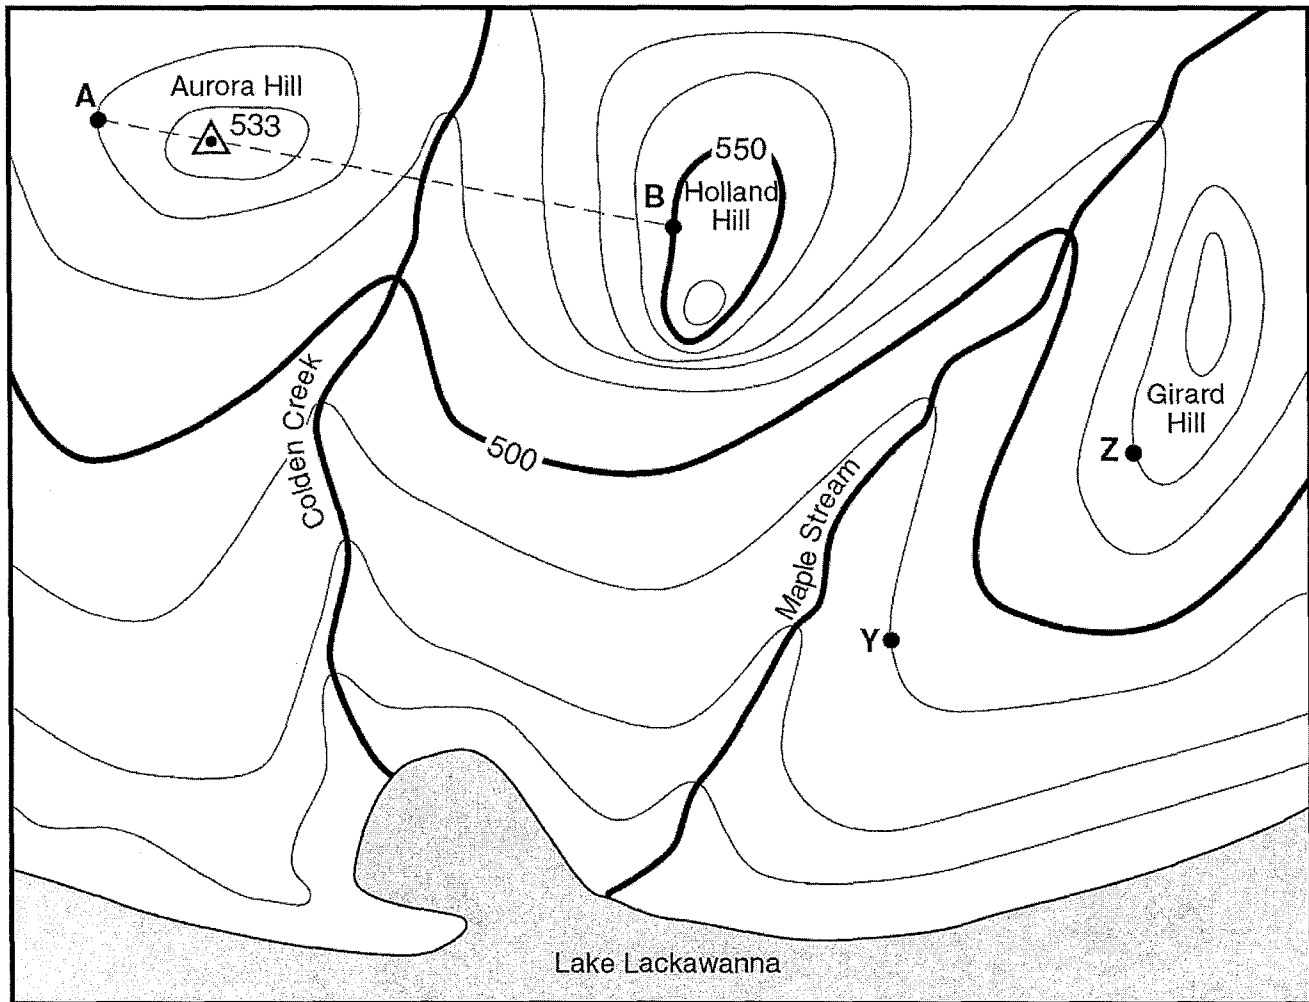 A
Aurora Hill
533
550
B
Holland
Hill
Girard
Hill
Z
Colden Creek
500
Maple Stream
Y
Lake Lackawanna